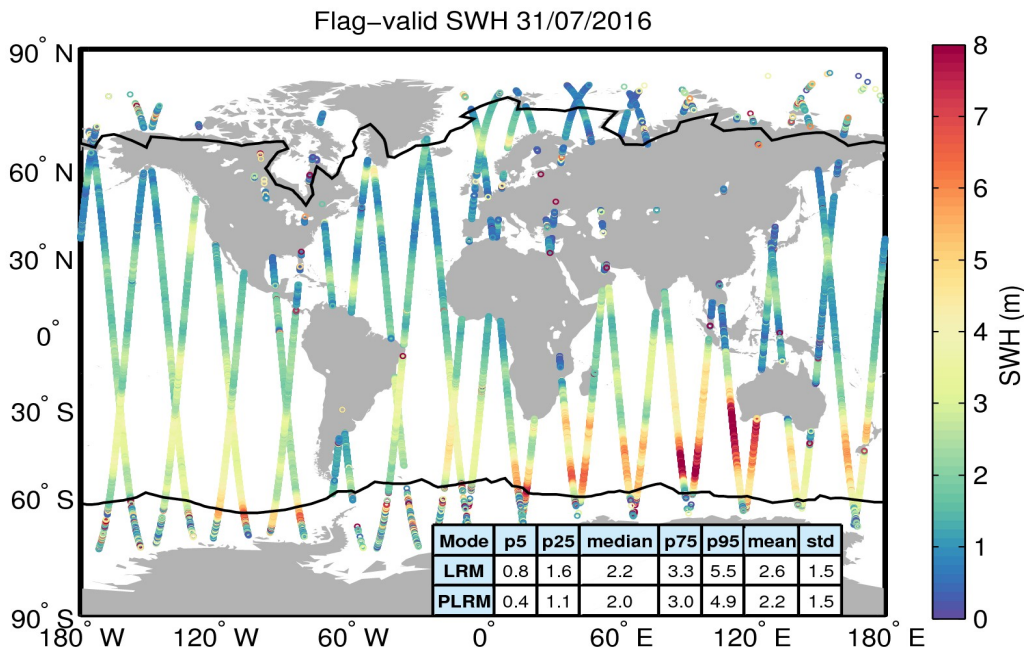 Flag−valid SWH 31/07/2016
90° N
60° N
30° N
0°
30° S
60° S
90° S
180° W
120° W
60° W
0°
60° E
120° E
180° E
Mode p5 p25 median p75 p95 mean std
LRM 0.8 1.6 2.2 3.3 5.5 2.6 1.5
PLRM 0.4 1.1 2.0 3.0 4.9 2.2 1.5
8
7
6
5
4
3
2
1
0
SWH (m)